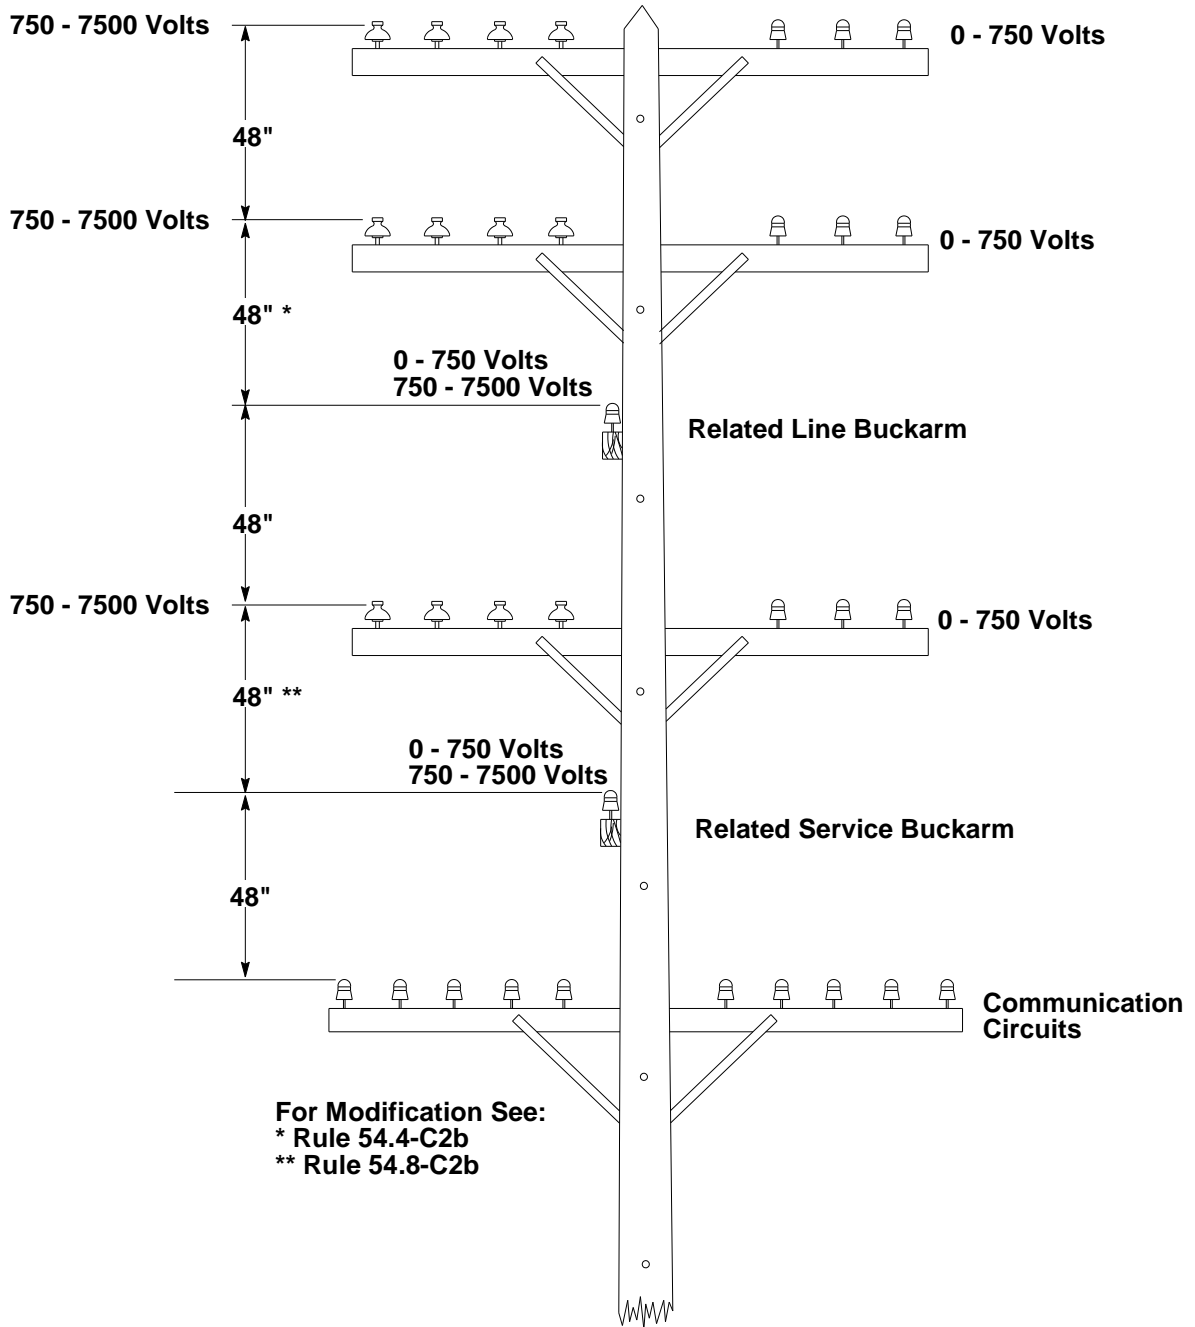 750 - 7500 Volts
0 - 750 Volts
48"
750 - 7500 Volts
0 - 750 Volts
48" *
0 - 750 Volts
750 - 7500 Volts
Related Line Buckarm
48"
750 - 7500 Volts
0 - 750 Volts
48" **
0 - 750 Volts
750 - 7500 Volts
Related Service Buckarm
48"
Communication
Circuits
For Modification See:
* Rule 54.4-C2b
** Rule 54.8-C2b